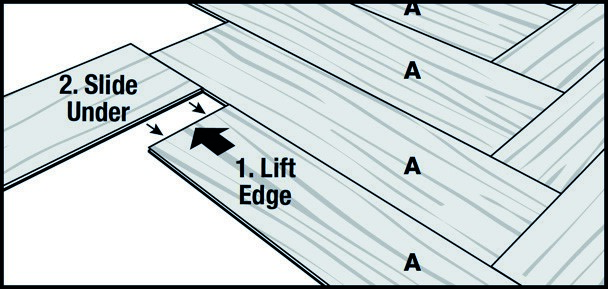 A
A
2. Slide
Under
1. Lift
Edge
A
A